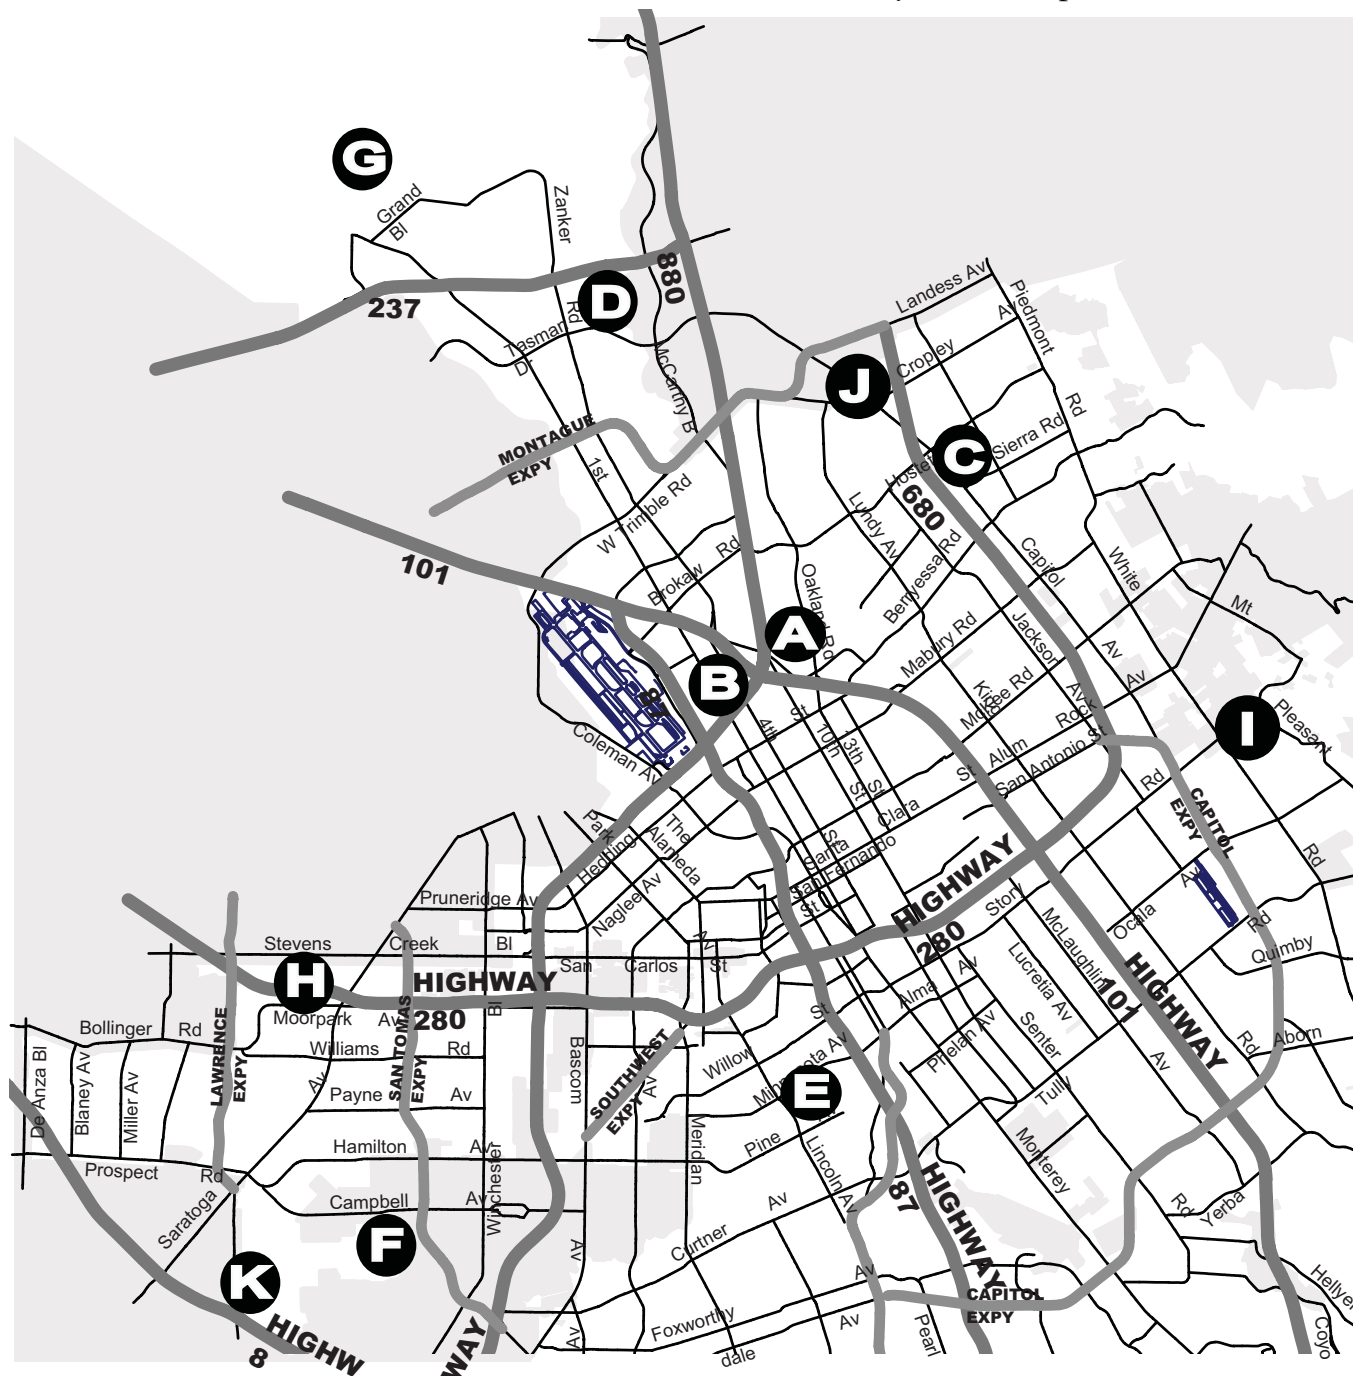 G
Grand
Bl
Zanker
Rd
880
237
D
Tasman
Dr
McCarthy Bl
Landess Av
Piedmont
Rd
Av
Cropley
J
MONTAGUE
EXPY
1st
C
Sierra Rd
680
W Trimble Rd
Lundy Av
101
Brokaw
Rd
Oakland Rd
Berryessa Rd
Capitol
Av
White
Mt
A
Mabury Rd
Jackson
Av
B
87
King
McKee Rd
Av
I
Pleasant
Coleman Av
4th
St
10th
St
13th
St
Alum
Rock
San Antonio St
St
Rd
CAPITOL
EXPY
Park
Hedding
The
Alameda
Santa
Clara
St
San Fernando
St
HIGHWAY
280
Pruneridge Av
Naglee Av
Av
Stevens
Creek
Bl
San
Carlos
St
Story
Rd
McLaughlin
Av
Ocala
Av
Rd
Quimby
H
HIGHWAY
280
Moorpark
Av
Bl
Alma
Av
Lucretia Av
HIGHWAY
101
Bollinger
Rd
Williams
Rd
LAWRENCE
EXPY
SAN TOMAS
EXPY
Bascom
SOUTHWEST
EXPY
Av
Willow
St
Minnesota Av
Phelan Av
Senter
Rd
Aborn
De Anza Bl
Blaney Av
Miller Av
Av
Payne
Av
E
Tully
Hamilton
Av
Meridian
Pine
Lincoln Av
Monterey
Prospect
Rd
Saratoga
Campbell
Av
Winchester
Av
HIGHWAY
87
Rd
Yerba
F
Curtner
Av
Av
CAPITOL
EXPY
K
HIGHW
8
WAY
Av
Foxworthy
Av
dale
Pearl
Hellyer
Coyo